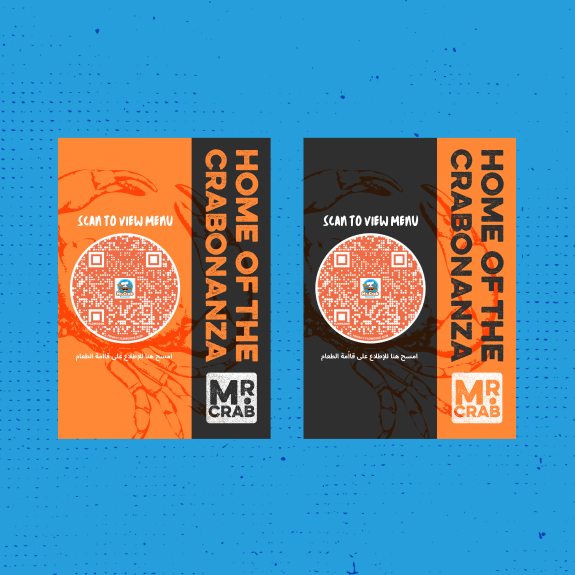 SCAN TO VIEW MENU
امسح هنا للإطلاع على قائمة الطعام
HOME OF THE
CRABONANZA
MR.
CRAB
SCAN TO VIEW MENU
امسح هنا للإطلاع على قائمة الطعام
HOME OF THE
CRABONANZA
MR.
CRAB